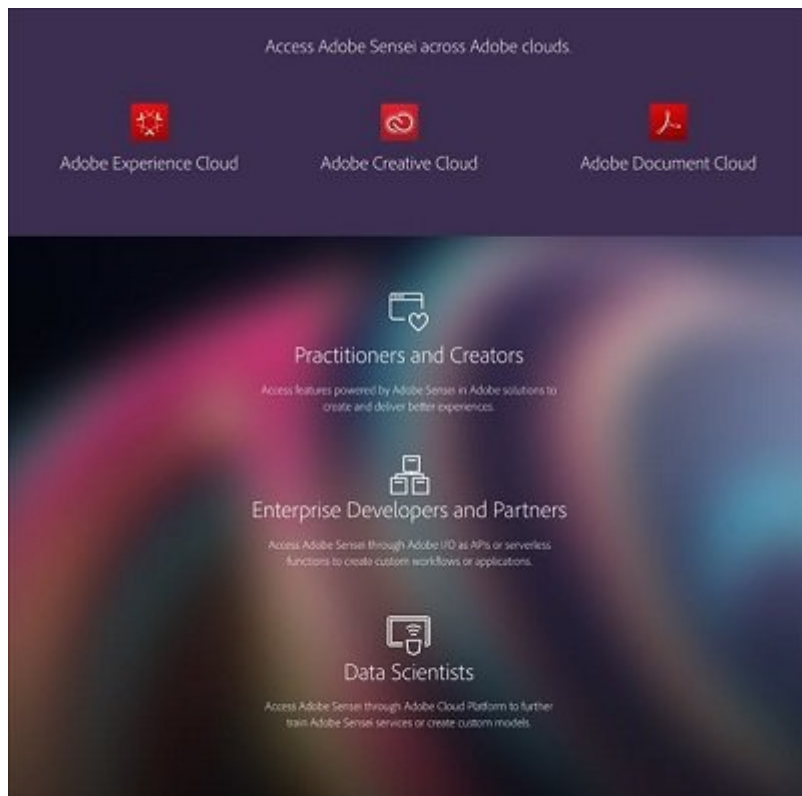 Access Adobe Sensei across Adobe clouds.
Adobe Experience Cloud
Adobe Creative Cloud
Adobe Document Cloud
Practitioners and Creators
Access features powered by Adobe Sensei in Adobe solutions to
create and deliver better experiences.
Enterprise Developers and Partners
Access Adobe Sensei through Adobe I/O as APIs or serverless
functions to create custom workflows or applications.
Data Scientists
Access Adobe Sensei through Adobe Cloud Platform to further
train Adobe Sensei services or create custom models.